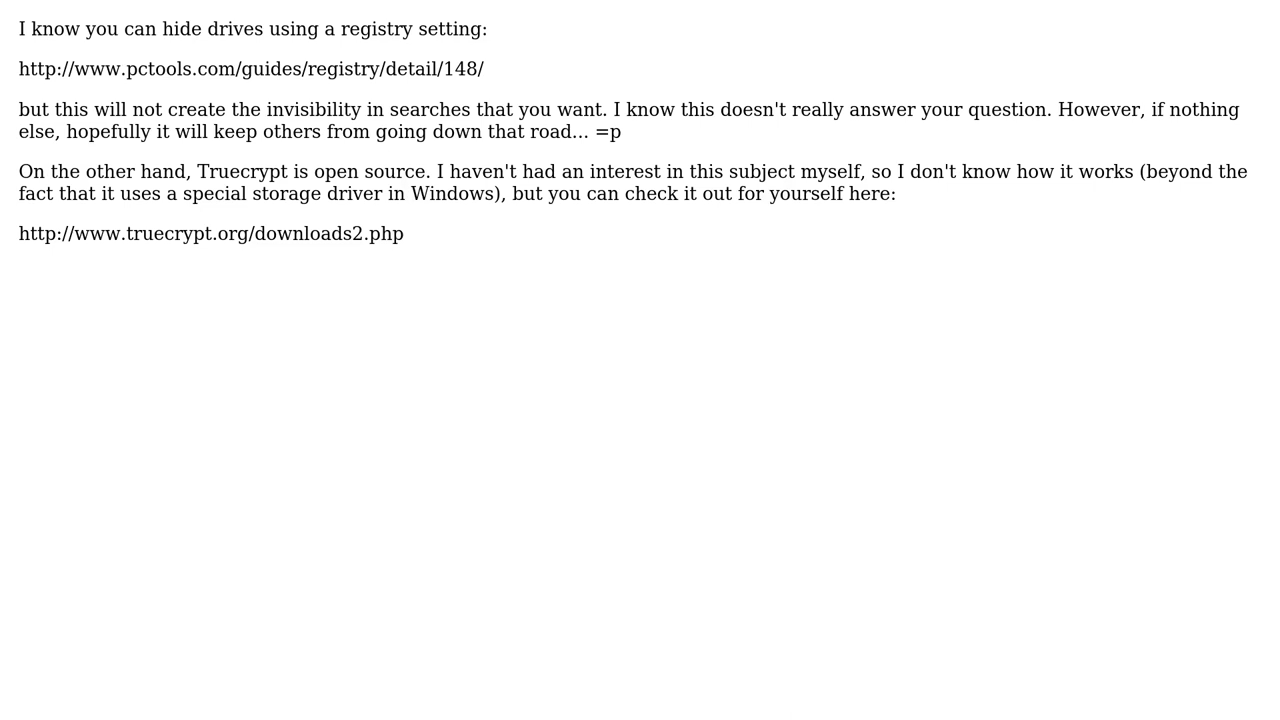 I know you can hide drives using a registry setting:
http://www.pctools.com/guides/registry/detail/148/
but this will not create the invisibility in searches that you want. I know this doesn't really answer your question. However, if nothing
else, hopefully it will keep others from going down that road... =p
On the other hand, Truecrypt is open source. I haven't had an interest in this subject myself, so I don't know how it works (beyond the
fact that it uses a special storage driver in Windows), but you can check it out for yourself here:
http://www.truecrypt.org/downloads2.php